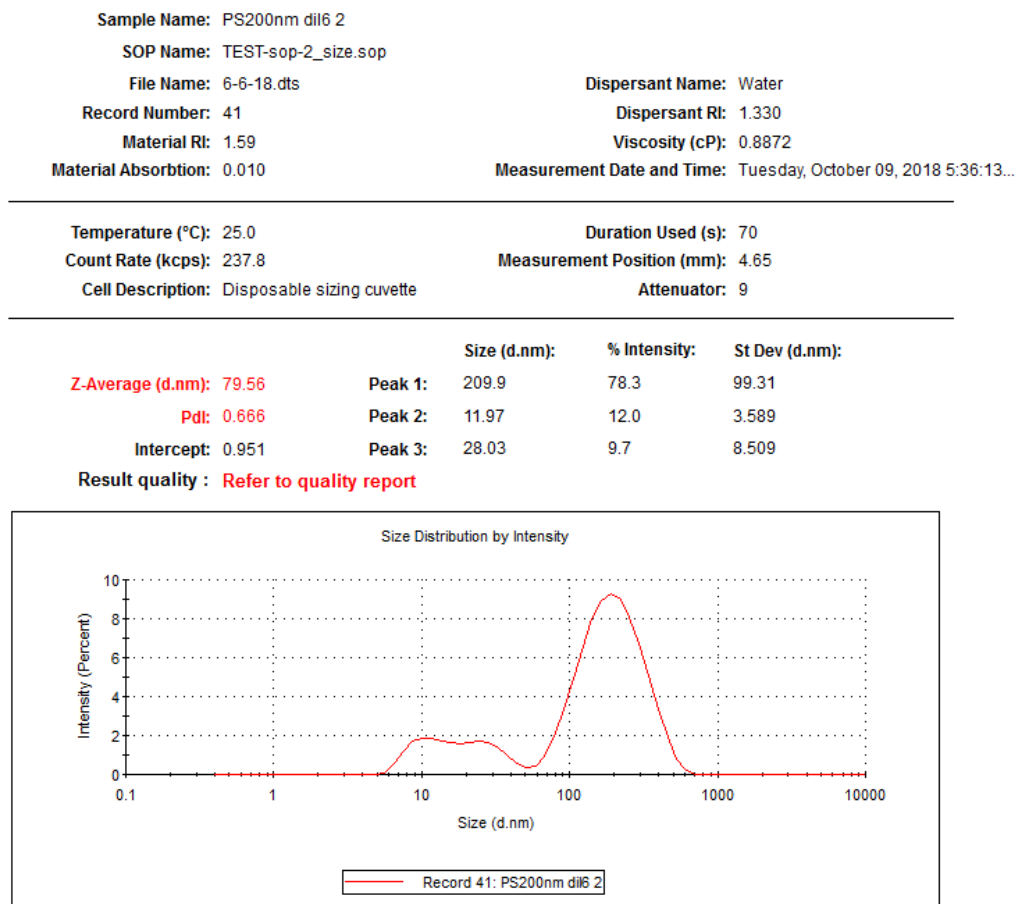 Sample Name: PS200nm dil6 2
SOP Name: TEST-sop-2_size.sop
File Name: 6-6-18.dts Dispersant Name: Water
Record Number: 41 Dispersant RI: 1.330
Material RI: 1.59 Viscosity (cP): 0.8872
Material Absorbtion: 0.010 Measurement Date and Time: Tuesday, October 09, 2018 5:36:13...
Temperature (°C): 25.0 Duration Used (s): 70
Count Rate (kcps): 237.8 Measurement Position (mm): 4.65
Cell Description: Disposable sizing cuvette Attenuator: 9
Size (d.nm): % Intensity: St Dev (d.nm):
Z-Average (d.nm): 79.56 Peak 1: 209.9 78.3 99.31
PdI: 0.666 Peak 2: 11.97 12.0 3.589
Intercept: 0.951 Peak 3: 28.03 9.7 8.509
Result quality : Refer to quality report
Size Distribution by Intensity
Intensity (Percent)
10
8
6
4
2
0
0.1 1 10 100 1000 10000
Size (d.nm)
Record 41: PS200nm dil6 2